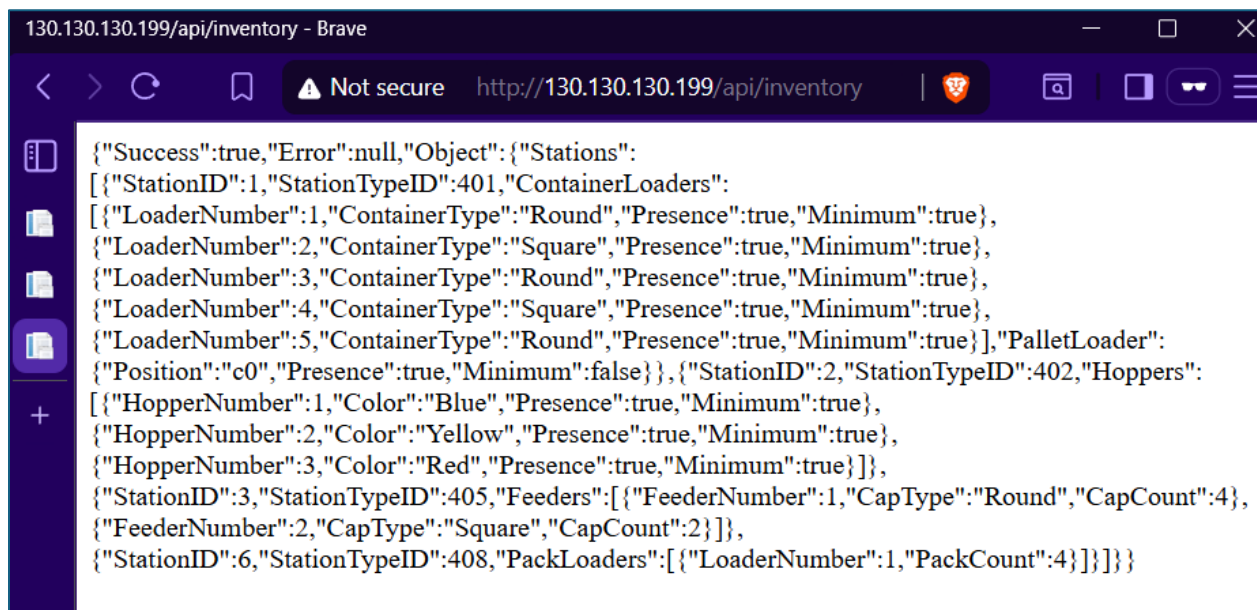 130.130.130.199/api/inventory - Brave
Not secure http://130.130.130.199/api/inventory
{"Success":true,"Error":null,"Object":{"Stations":
[{"StationID":1,"StationTypeID":401,"ContainerLoaders":
[{"LoaderNumber":1,"ContainerType":"Round","Presence":true,"Minimum":true},
{"LoaderNumber":2,"ContainerType":"Square","Presence":true,"Minimum":true},
{"LoaderNumber":3,"ContainerType":"Round","Presence":true,"Minimum":true},
{"LoaderNumber":4,"ContainerType":"Square","Presence":true,"Minimum":true},
{"LoaderNumber":5,"ContainerType":"Round","Presence":true,"Minimum":true}],"PalletLoader":
{"Position":"c0","Presence":true,"Minimum":false}},{"StationID":2,"StationTypeID":402,"Hoppers":
[{"HopperNumber":1,"Color":"Blue","Presence":true,"Minimum":true},
{"HopperNumber":2,"Color":"Yellow","Presence":true,"Minimum":true},
{"HopperNumber":3,"Color":"Red","Presence":true,"Minimum":true}]},
{"StationID":3,"StationTypeID":405,"Feeders":[{"FeederNumber":1,"CapType":"Round","CapCount":4},
{"FeederNumber":2,"CapType":"Square","CapCount":2}]},
{"StationID":6,"StationTypeID":408,"PackLoaders":[{"LoaderNumber":1,"PackCount":4}]}]}}